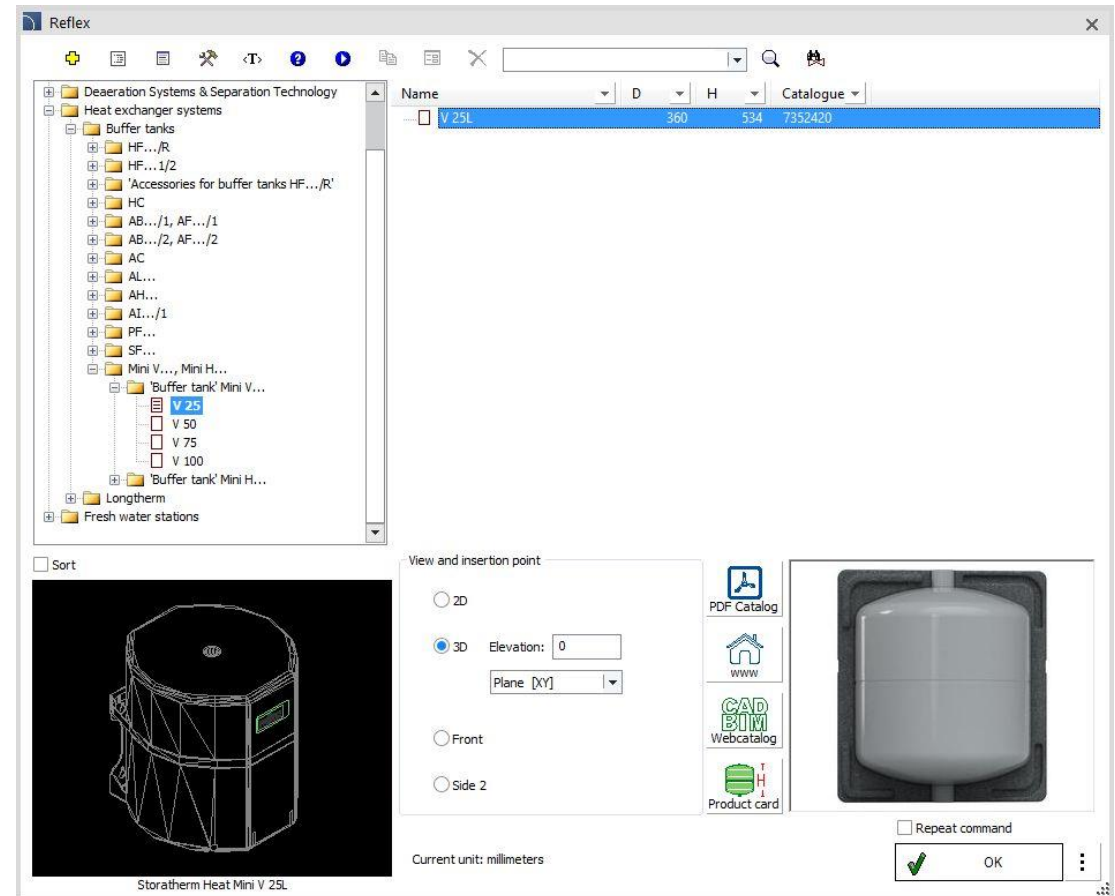 Reflex
<T>
Deaeration Systems & Separation Technology
Heat exchanger systems
Buffer tanks
HF.../R
HF...1/2
'Accessories for buffer tanks HF.../R'
HC
AB.../1, AF.../1
AB.../2, AF.../2
AC
AL...
AH...
AI.../1
PF...
SF...
Mini V..., Mini H...
'Buffer tank' Mini V...
V 25
V 50
V 75
V 100
'Buffer tank' Mini H...
Longtherm
Fresh water stations
Name D H Catalogue
V 25L 360 534 7352420
Sort
Storatherm Heat Mini V 25L
View and insertion point
2D
3D Elevation: 0
Plane [XY]
Front
Side 2
Current unit: millimeters
PDF Catalog
www
CAD
BIM
Webcatalog
H
Product card
Repeat command
OK